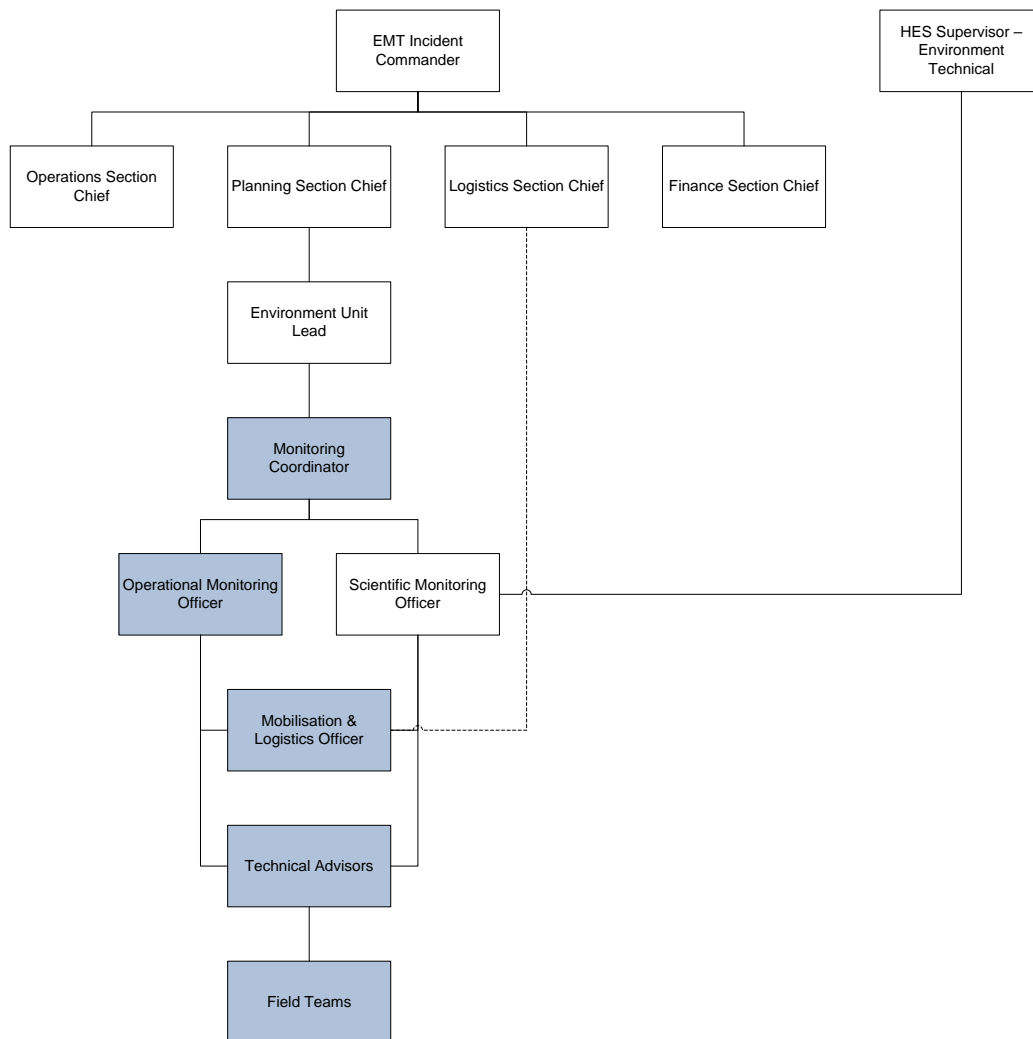 EMT Incident
Commander
HES Supervisor –
Environment
Technical
Operations Section
Chief
Planning Section Chief
Logistics Section Chief
Finance Section Chief
Environment Unit
Lead
Monitoring
Coordinator
Operational Monitoring
Officer
Scientific Monitoring
Officer
Mobilisation &
Logistics Officer
Technical Advisors
Field Teams